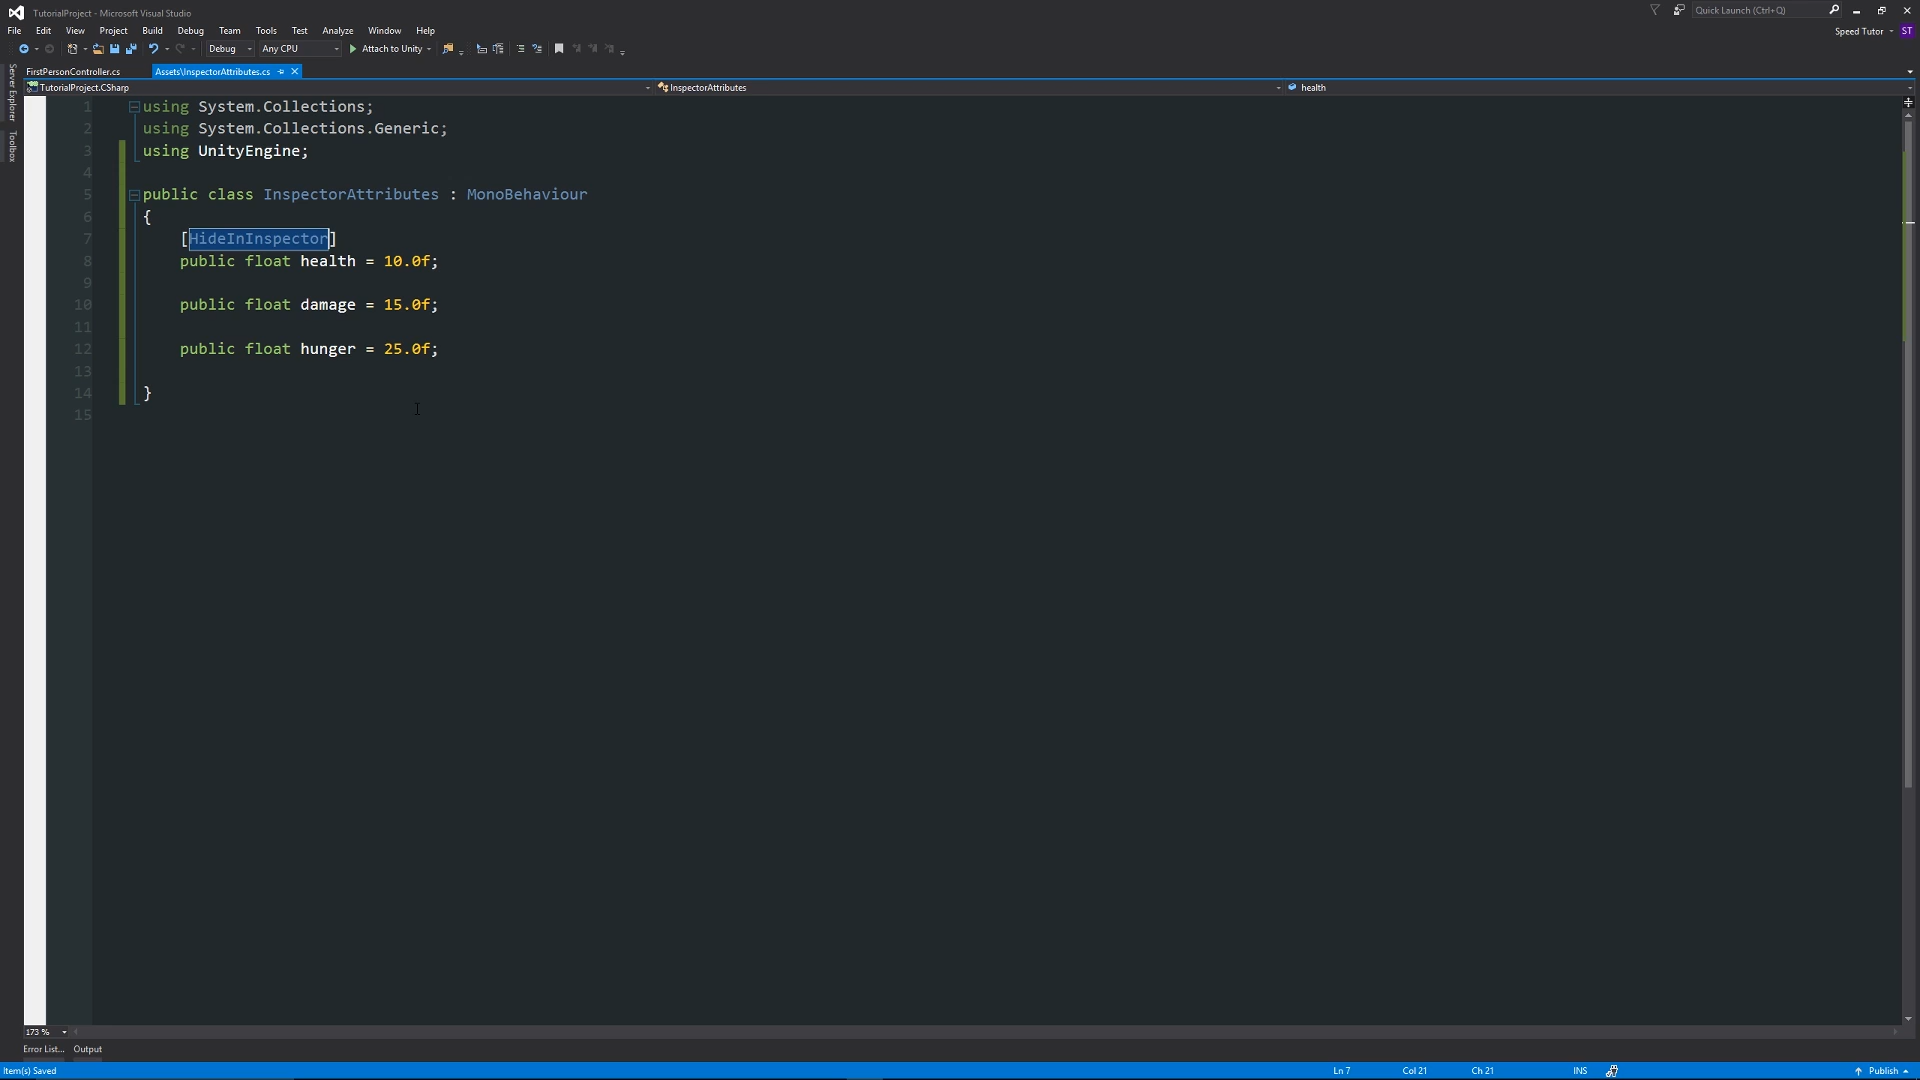 TutorialProject - Microsoft Visual Studio
Quick Launch (Ctrl+Q)
File Edit View Project Build Debug Team Tools Test Analyze Window Help
Speed Tutor ST
Debug Any CPU Attach to Unity
Server Explorer
Toolbox
FirstPersonController.cs Assets\InspectorAttributes.cs
TutorialProject.CSharp InspectorAttributes health
1 using System.Collections;
2 using System.Collections.Generic;
3 using UnityEngine;
4
5 public class InspectorAttributes : MonoBehaviour
6 {
7 [HideInInspector]
8 public float health = 10.0f;
9
10 public float damage = 15.0f;
11
12 public float hunger = 25.0f;
13
14 }
15
173 %
Error List... Output
Item(s) Saved Ln 7 Col 21 Ch 21 INS Publish